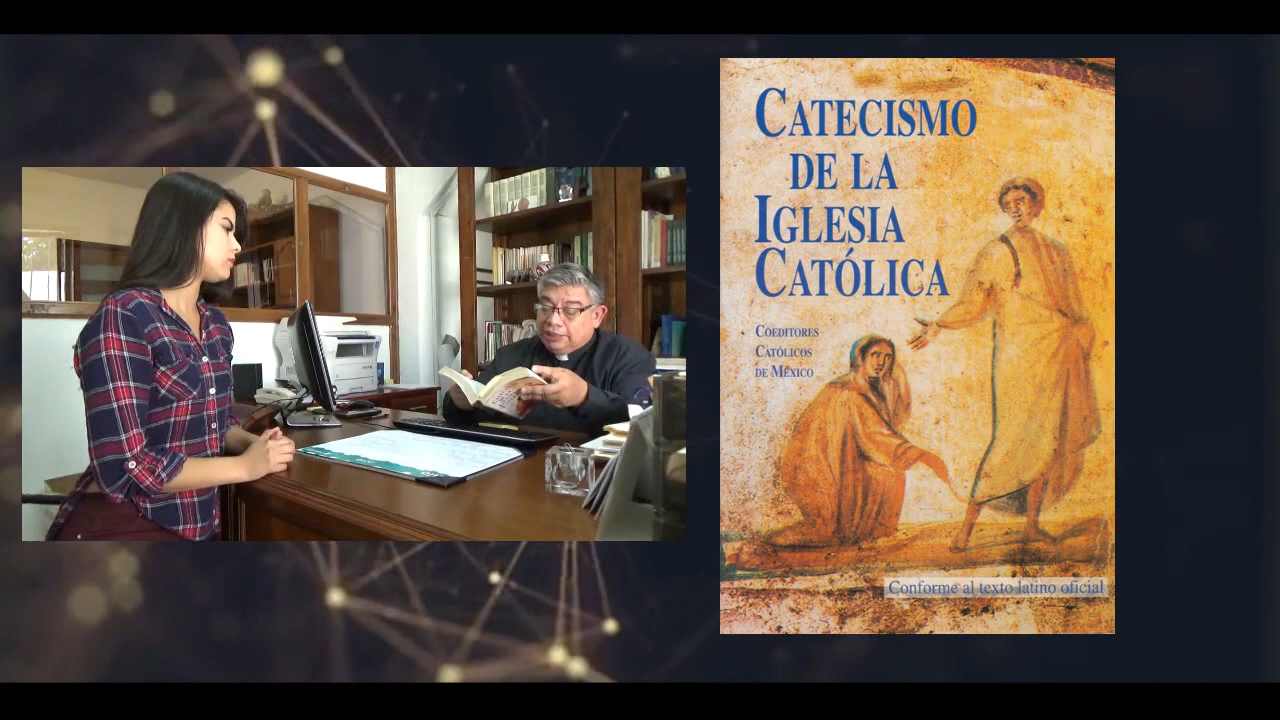 CATECISMO
DE LA
IGLESIA
CATÓLICA
COEDITORES
CATÓLICOS
DE MÉXICO
Conforme al texto latino oficial